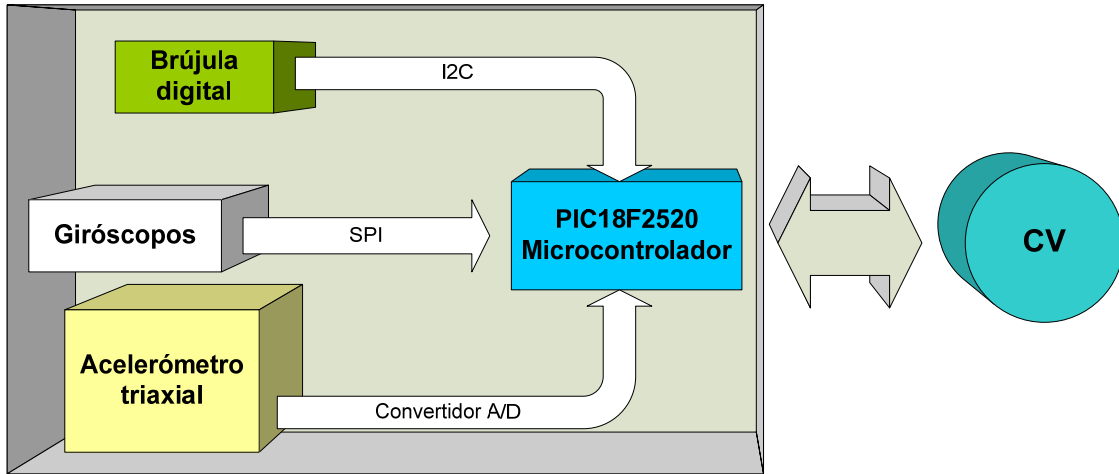 Brújula
digital
I2C
Giróscopos
SPI
PIC18F2520
Microcontrolador
CV
Acelerómetro
triaxial
Convertidor A/D